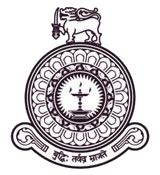 बुद्धिः सर्वत्र भ्राजते